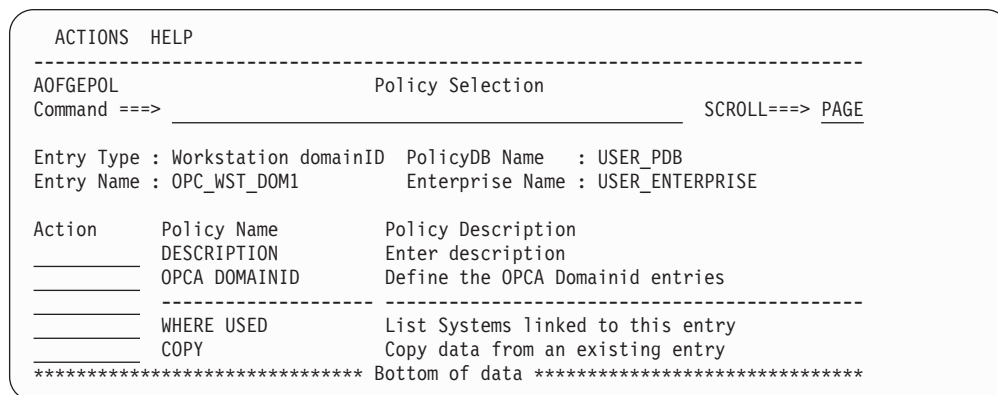 ACTIONS HELP
------------------------------------------------------------------------------
AOFGEPOL Policy Selection
Command ===> SCROLL===> PAGE
Entry Type : Workstation domainID PolicyDB Name : USER_PDB
Entry Name : OPC_WST_DOM1 Enterprise Name : USER_ENTERPRISE
Action Policy Name Policy Description
DESCRIPTION Enter description
OPCA DOMAINID Define the OPCA Domainid entries
-------------------- ---------------------------------------------
WHERE USED List Systems linked to this entry
COPY Copy data from an existing entry
******************************* Bottom of data *******************************